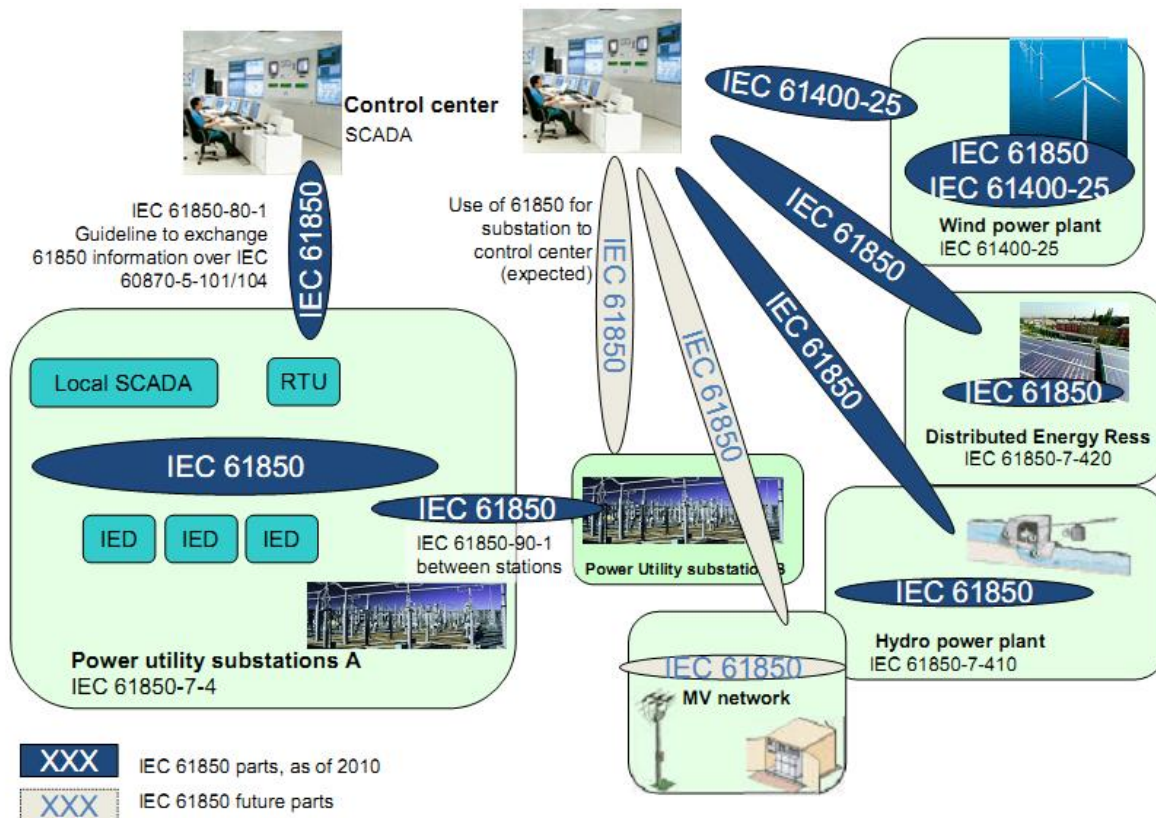 Control center
SCADA
IEC 61850-80-1
Guideline to exchange
61850 information over IEC
60870-5-101/104
IEC 61850
Use of 61850 for
substation to
control center
(expected)
IEC 61850
IEC 61850
IEC 61850
IEC 61850
IEC 61400-25
IEC 61850
IEC 61400-25
Wind power plant
IEC 61400-25
IEC 61850
Distributed Energy Ress
IEC 61850-7-420
IEC 61850
Hydro power plant
IEC 61850-7-410
Local SCADA
RTU
IEC 61850
IED
IED
IED
Power utility substations A
IEC 61850-7-4
IEC 61850
IEC 61850-90-1
between stations
Power Utility substation B
IEC 61850
MV network
XXX
IEC 61850 parts, as of 2010
XXX
IEC 61850 future parts